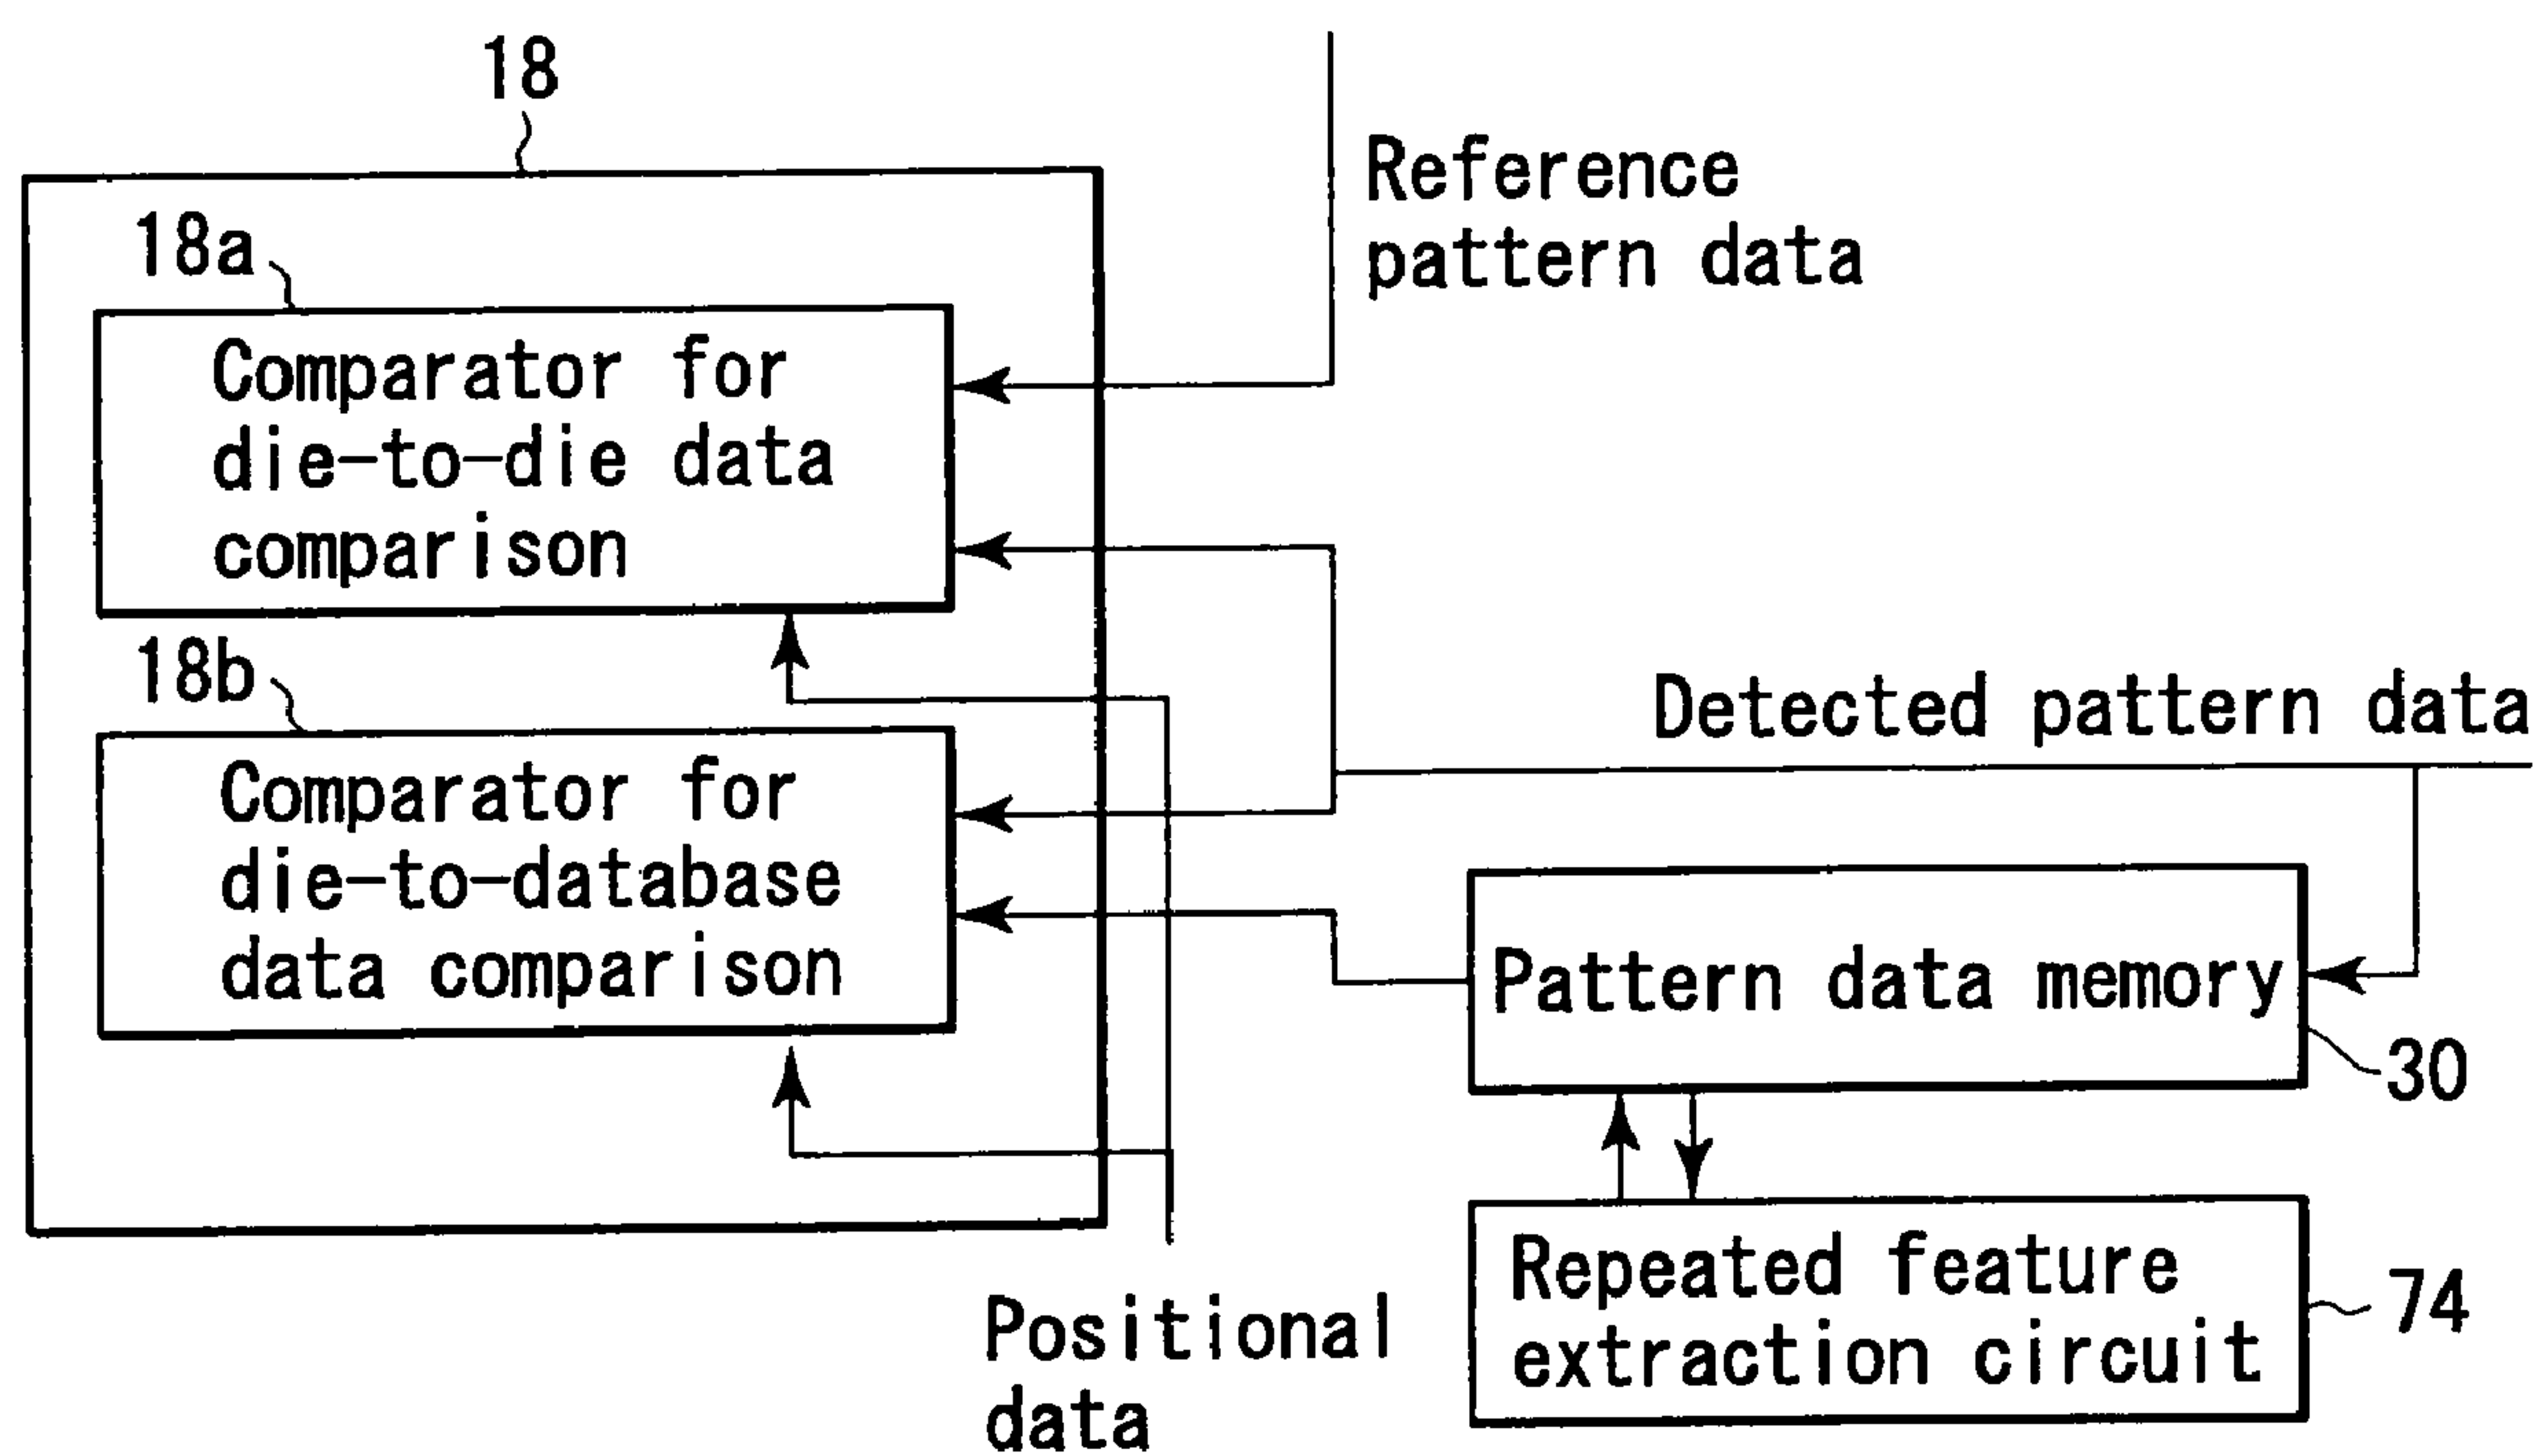 18
Reference
pattern data
18a
Comparator for
die-to-die data
comparison
18b
Detected pattern data
Comparator for
die-to-database
data comparison
Pattern data memory
30
Repeated feature
extraction circuit
74
Positional
data